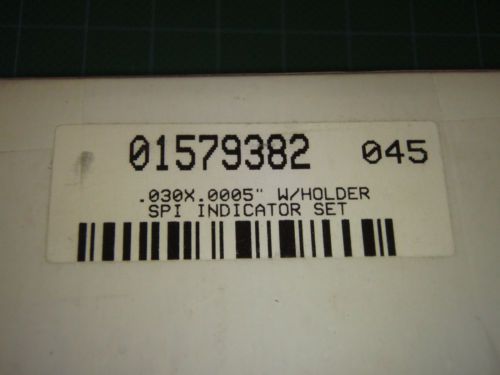 01579382 045
.030X.0005" W/HOLDER
SPI INDICATOR SET